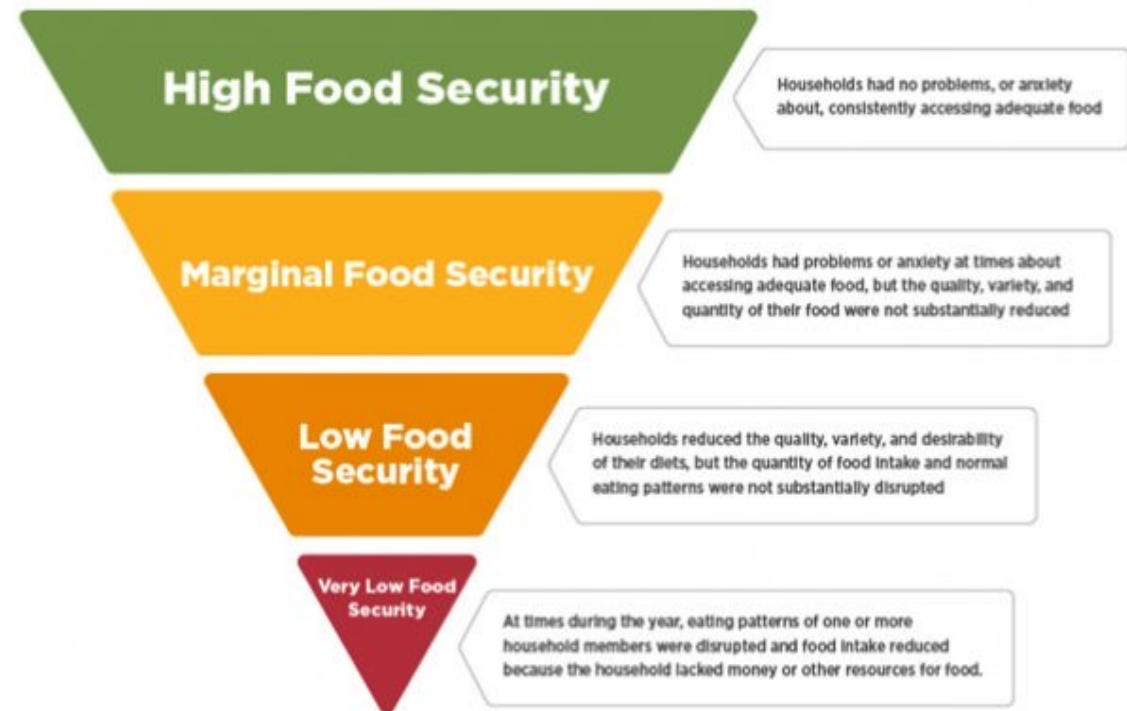 High Food Security
Households had no problems, or anxiety
about, consistently accessing adequate food
Marginal Food Security
Households had problems or anxiety at times about
accessing adequate food, but the quality, variety, and
quantity of their food were not substantially reduced
Low Food
Security
Households reduced the quality, variety, and desirability
of their diets, but the quantity of food intake and normal
eating patterns were not substantially disrupted
Very Low Food
Security
At times during the year, eating patterns of one or more
household members were disrupted and food intake reduced
because the household lacked money or other resources for food.